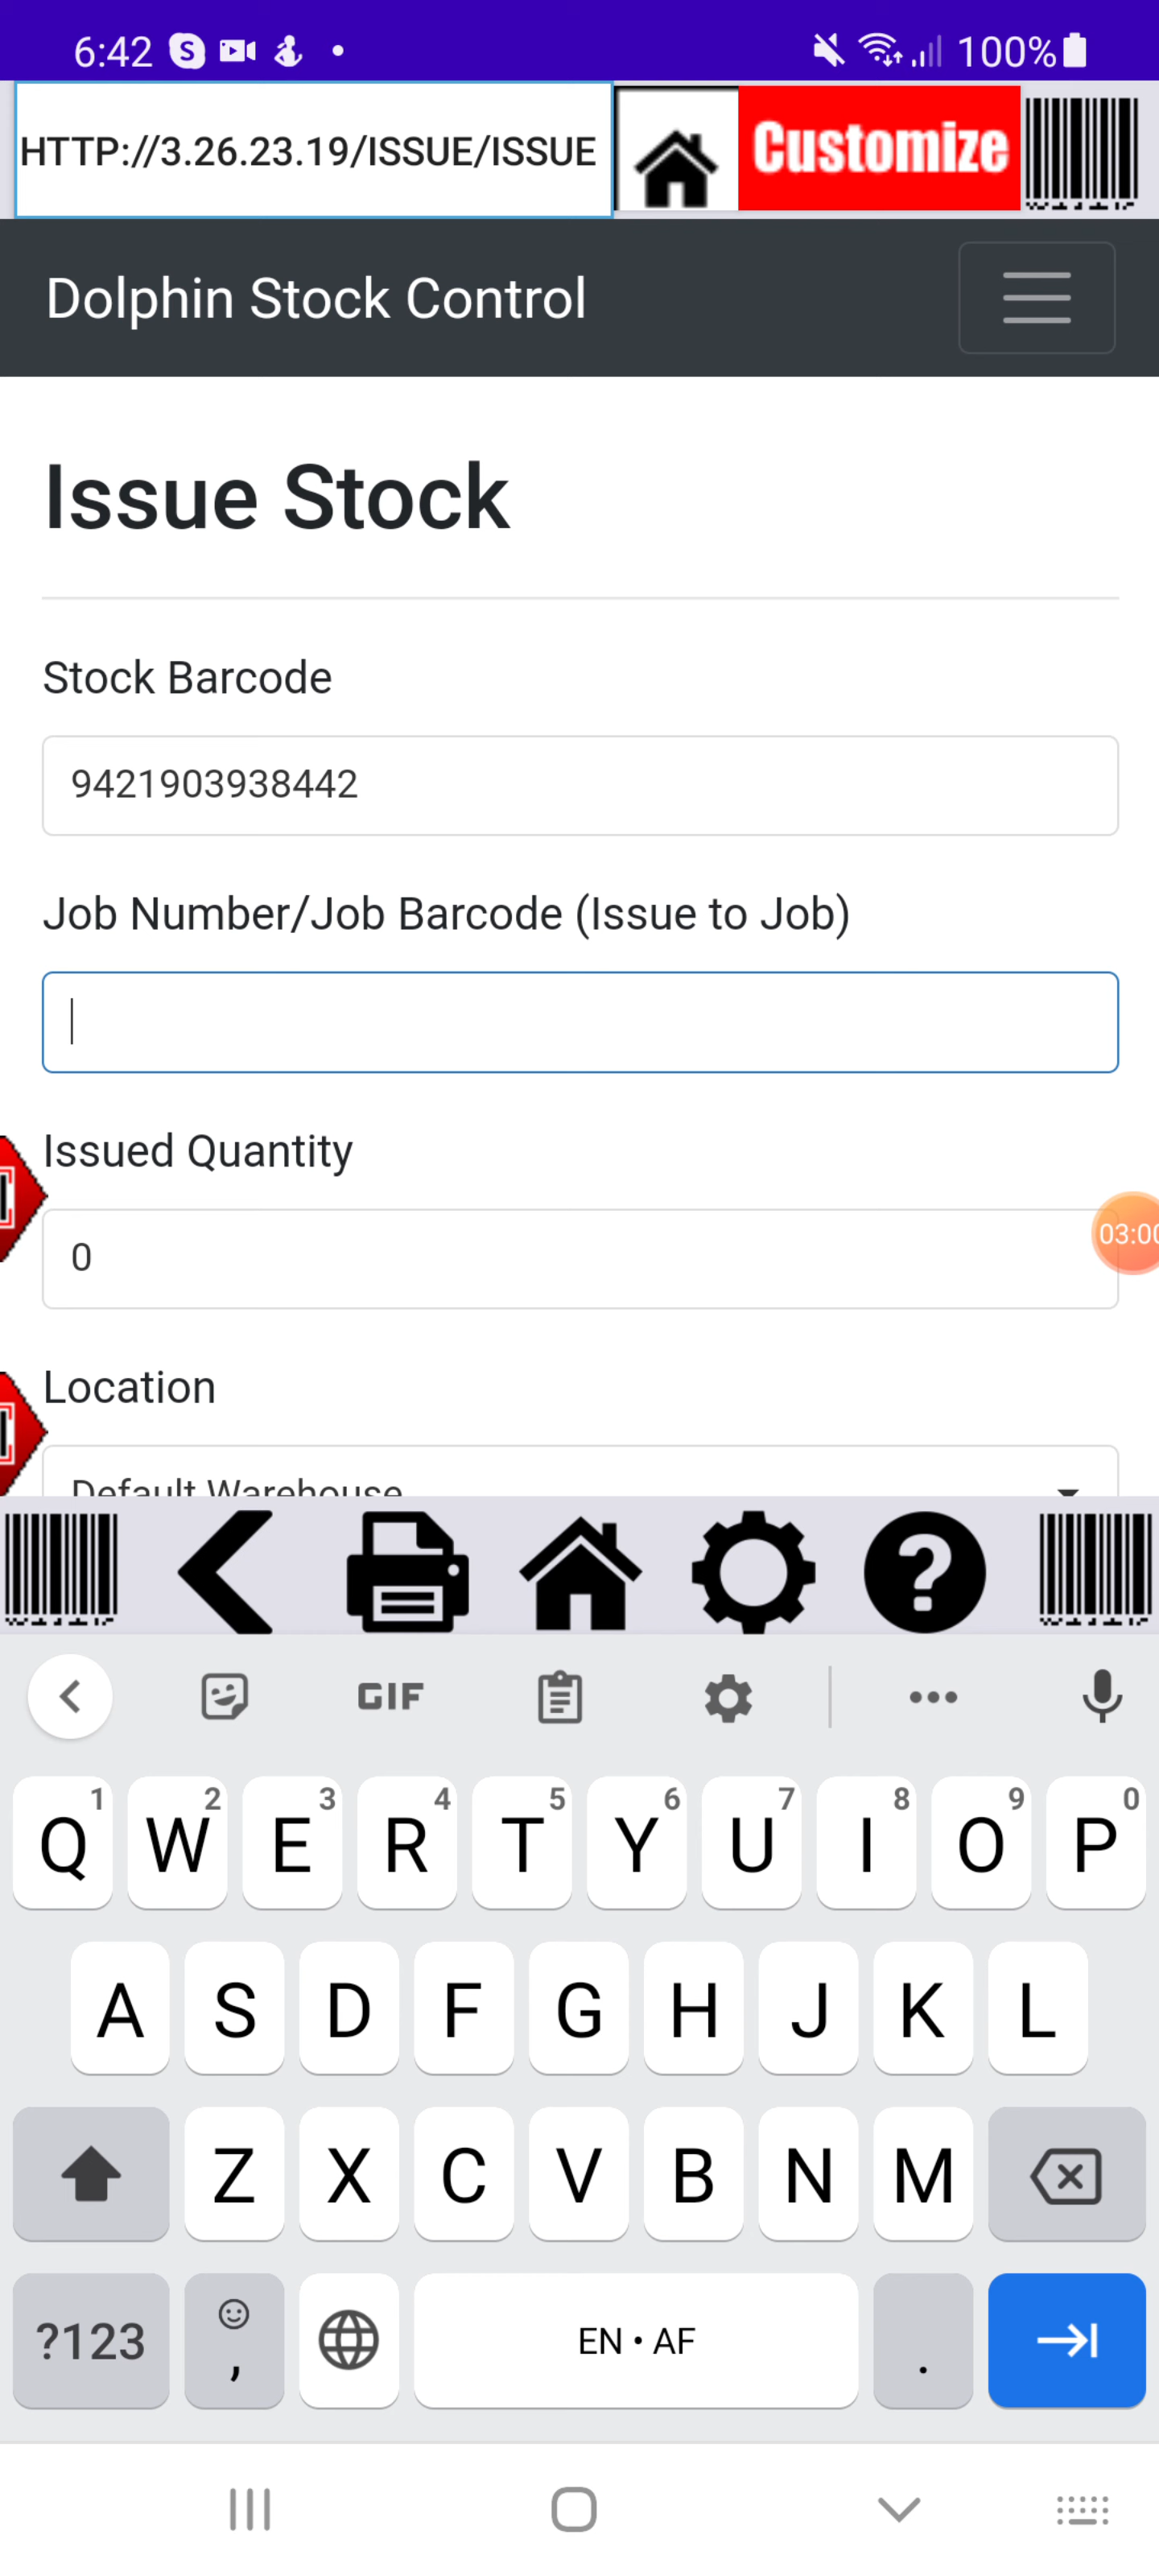 6:42 100%
HTTP://3.26.23.19/ISSUE/ISSUE Customize
Dolphin Stock Control
Issue Stock
Stock Barcode
9421903938442
Job Number/Job Barcode (Issue to Job)
Issued Quantity
0
03:00
Location
Default Warehouse
GIF
1 2 3 4 5 6 7 8 9 0
Q W E R T Y U I O P
A S D F G H J K L
Z X C V B N M
?123 , EN • AF .